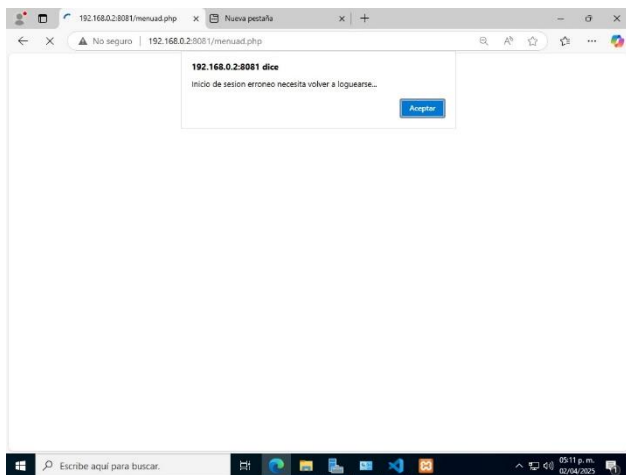 192.168.0.2:8081/menuad.php
Nueva pestaña
No seguro
192.168.0.2:8081/menuad.php
192.168.0.2:8081 dice
Inicio de sesion erroneo necesita volver a loguearse...
Aceptar
Escribe aquí para buscar.
05:11 p. m.
02/04/2025